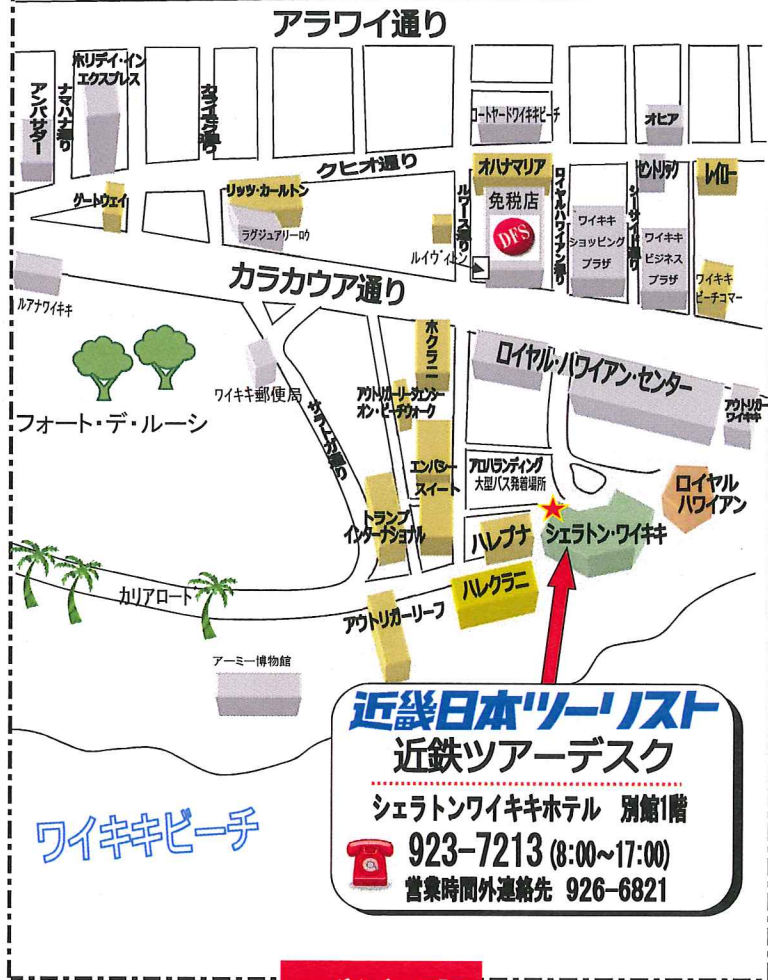 アラワイ通り
ホリデイ・イン
エクスプレス
アンバサダー
ナマハナ通り
カライモク通り
コートヤードワイキキビーチ
オヒア
クヒオ通り
オハナマリア
セントリック
レイロー
ゲートウェイ
リッツ・カールトン
ラグジュアリーロウ
ルワーズ通り
免税店
DFS
ロイヤルハワイアン通り
シーサイド通り
ワイキキ
ショッピング
プラザ
ワイキキ
ビジネス
プラザ
ルイヴィトン
ワイキキ
ビーチコマー
カラカウア通り
ルアナワイキキ
ホクラニ
ロイヤル・ハワイアン・センター
ワイキキ郵便局
アウトリガーリージェンシー
オン・ビーチウォーク
アウトリガー
ワイキキ
フォート・デ・ルーシ
サラトガ通り
エンバシー
スイート
アロハランディング
大型バス発着場所
ロイヤル
ハワイアン
トランプ
インターナショナル
ハレプナ
シェラトン・ワイキキ
カリアロード
アウトリガーリーフ
ハレクラニ
アーミー博物館
近畿日本ツーリスト
近鉄ツアーデスク
シェラトンワイキキホテル 別館1階
923-7213 (8:00~17:00)
営業時間外連絡先 926-6821
ワイキキビーチ